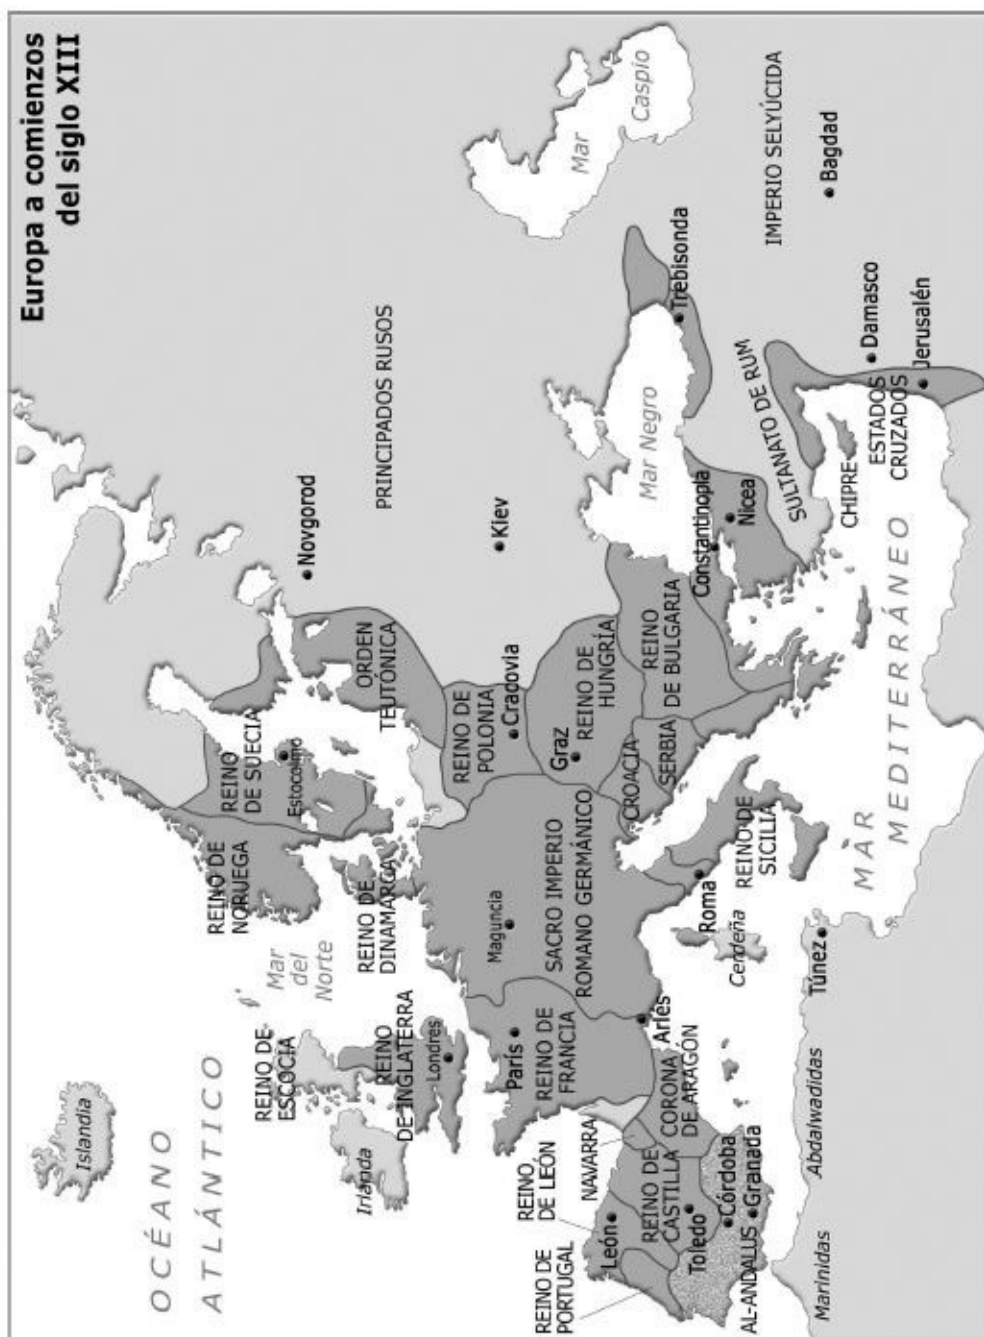 Europa a comienzos
del siglo XIII
OCÉANO
ATLÁNTICO
Islandia
Mar
del
Norte
REINO DE
NORUEGA
REINO
DE SUECIA
Estocolmo
Novgorod
PRINCIPADOS RUSOS
REINO DE
ESCOCIA
Irlanda
REINO
DE INGLATERRA
Londres
REINO DE
DINAMARCA
ORDEN
TEUTÓNICA
Kiev
REINO DE
POLONIA
Cracovia
París
REINO DE
FRANCIA
Maguncia
SACRO IMPERIO
ROMANO GERMÁNICO
Graz
REINO DE
HUNGRÍA
CROACIA
SERBIA
REINO
DE BULGARIA
Mar Negro
Mar
Caspio
Trebisonda
REINO
DE LEÓN
NAVARRA
REINO DE
PORTUGAL
León
REINO DE
CASTILLA
Toledo
CORONA
DE ARAGÓN
Arlés
Córdoba
Granada
AL-ANDALUS
Roma
Cerdeña
REINO DE
SICILIA
Constantinopla
Nicea
SULTANATO DE RUM
IMPERIO SELYÚCIDA
Bagdad
CHIPRE
ESTADOS
CRUZADOS
Damasco
Jerusalén
MAR
MEDITERRÁNEO
Túnez
Marinidas
Abdalwadidas